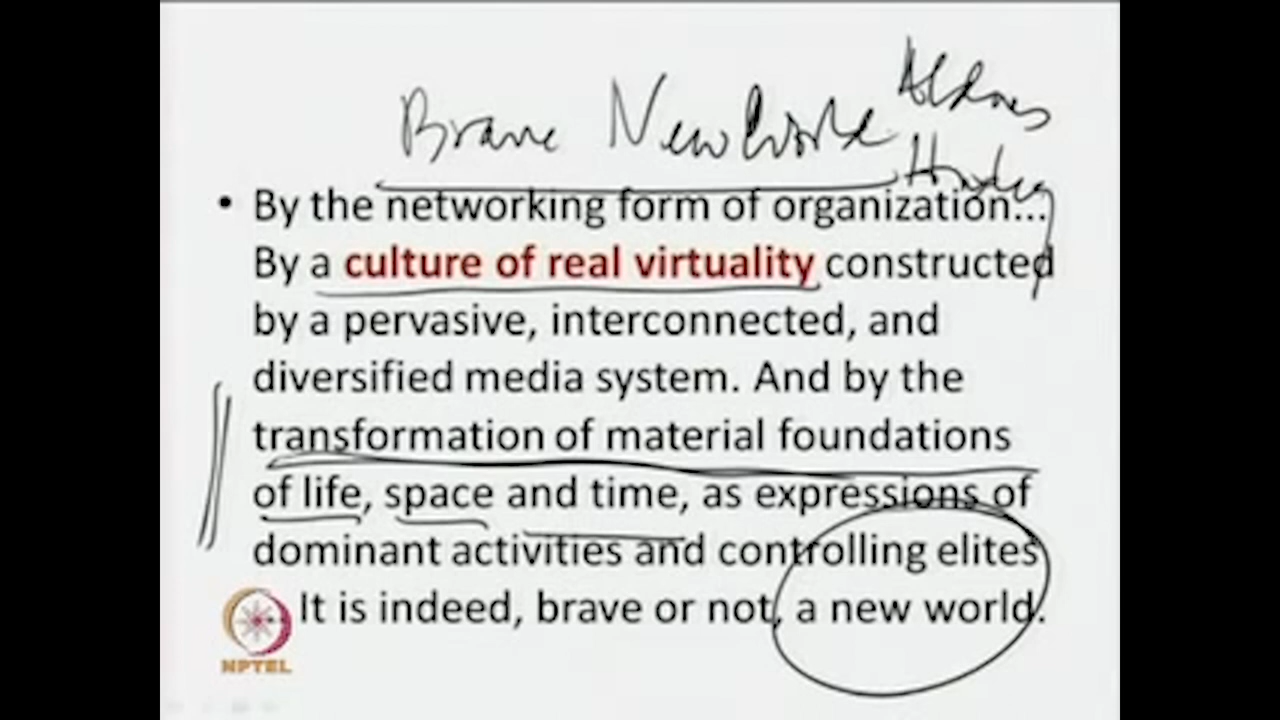 Brave New World Aldous
Huxley
• By the networking form of organization...
By a culture of real virtuality constructed
by a pervasive, interconnected, and
diversified media system. And by the
transformation of material foundations
of life, space and time, as expressions of
dominant activities and controlling elites
It is indeed, brave or not, a new world.
NPTEL